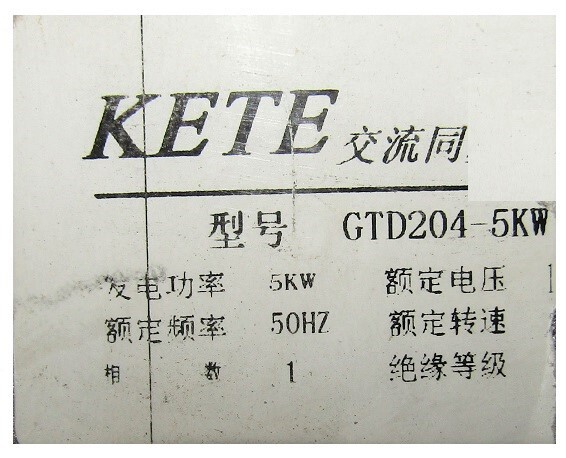 KETE 交流同
型号 GTD204-5KW
发电功率 5KW 额定电压
额定频率 50HZ 额定转速
相数 1 绝缘等级